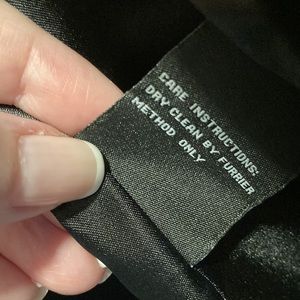 CARE INSTRUCTIONS:
DRY CLEAN BY FURRIER
METHOD ONLY